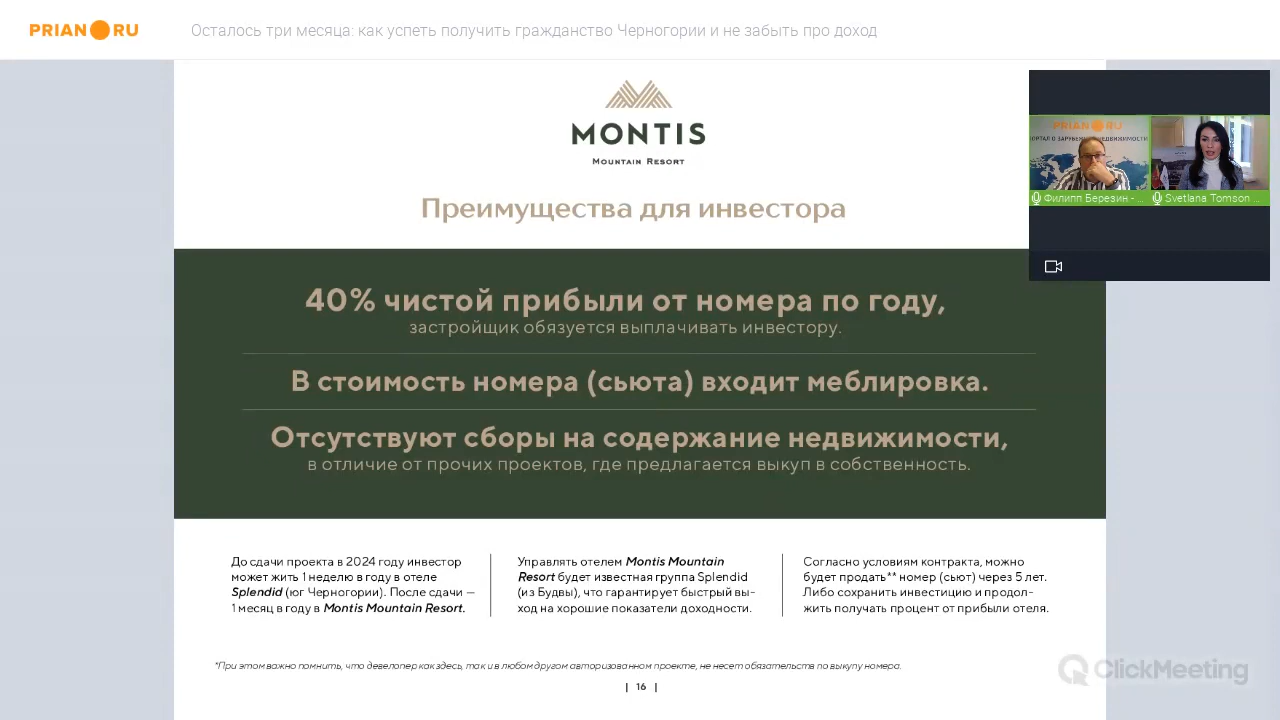 PRIAN RU
Осталось три месяца: как успеть получить гражданство Черногории и не забыть про доход
MONTIS
MOUNTAIN RESORT
Преимущества для инвестора
PRIAN RU
ПОРТАЛ О ЗАРУБЕЖНОЙ НЕДВИЖИМОСТИ
Филипп Березин - ...
Svetlana Tomson ...
40% чистой прибыли от номера по году,
застройщик обязуется выплачивать инвестору.
В стоимость номера (сьюта) входит меблировка.
Отсутствуют сборы на содержание недвижимости,
в отличие от прочих проектов, где предлагается выкуп в собственность.
До сдачи проекта в 2024 году инвестор
может жить 1 неделю в году в отеле
Splendid (юг Черногории). После сдачи —
1 месяц в году в Montis Mountain Resort.
Управлять отелем Montis Mountain
Resort будет известная группа Splendid
(из Будвы), что гарантирует быстрый вы-
ход на хорошие показатели доходности.
Согласно условиям контракта, можно
будет продать** номер (сьют) через 5 лет.
Либо сохранить инвестицию и продол-
жить получать процент от прибыли отеля.
*При этом важно помнить, что девелопер как здесь, так и в любом другом авторизованном проекте, не несет обязательств по выкупу номера.
| 16 |
ClickMeeting